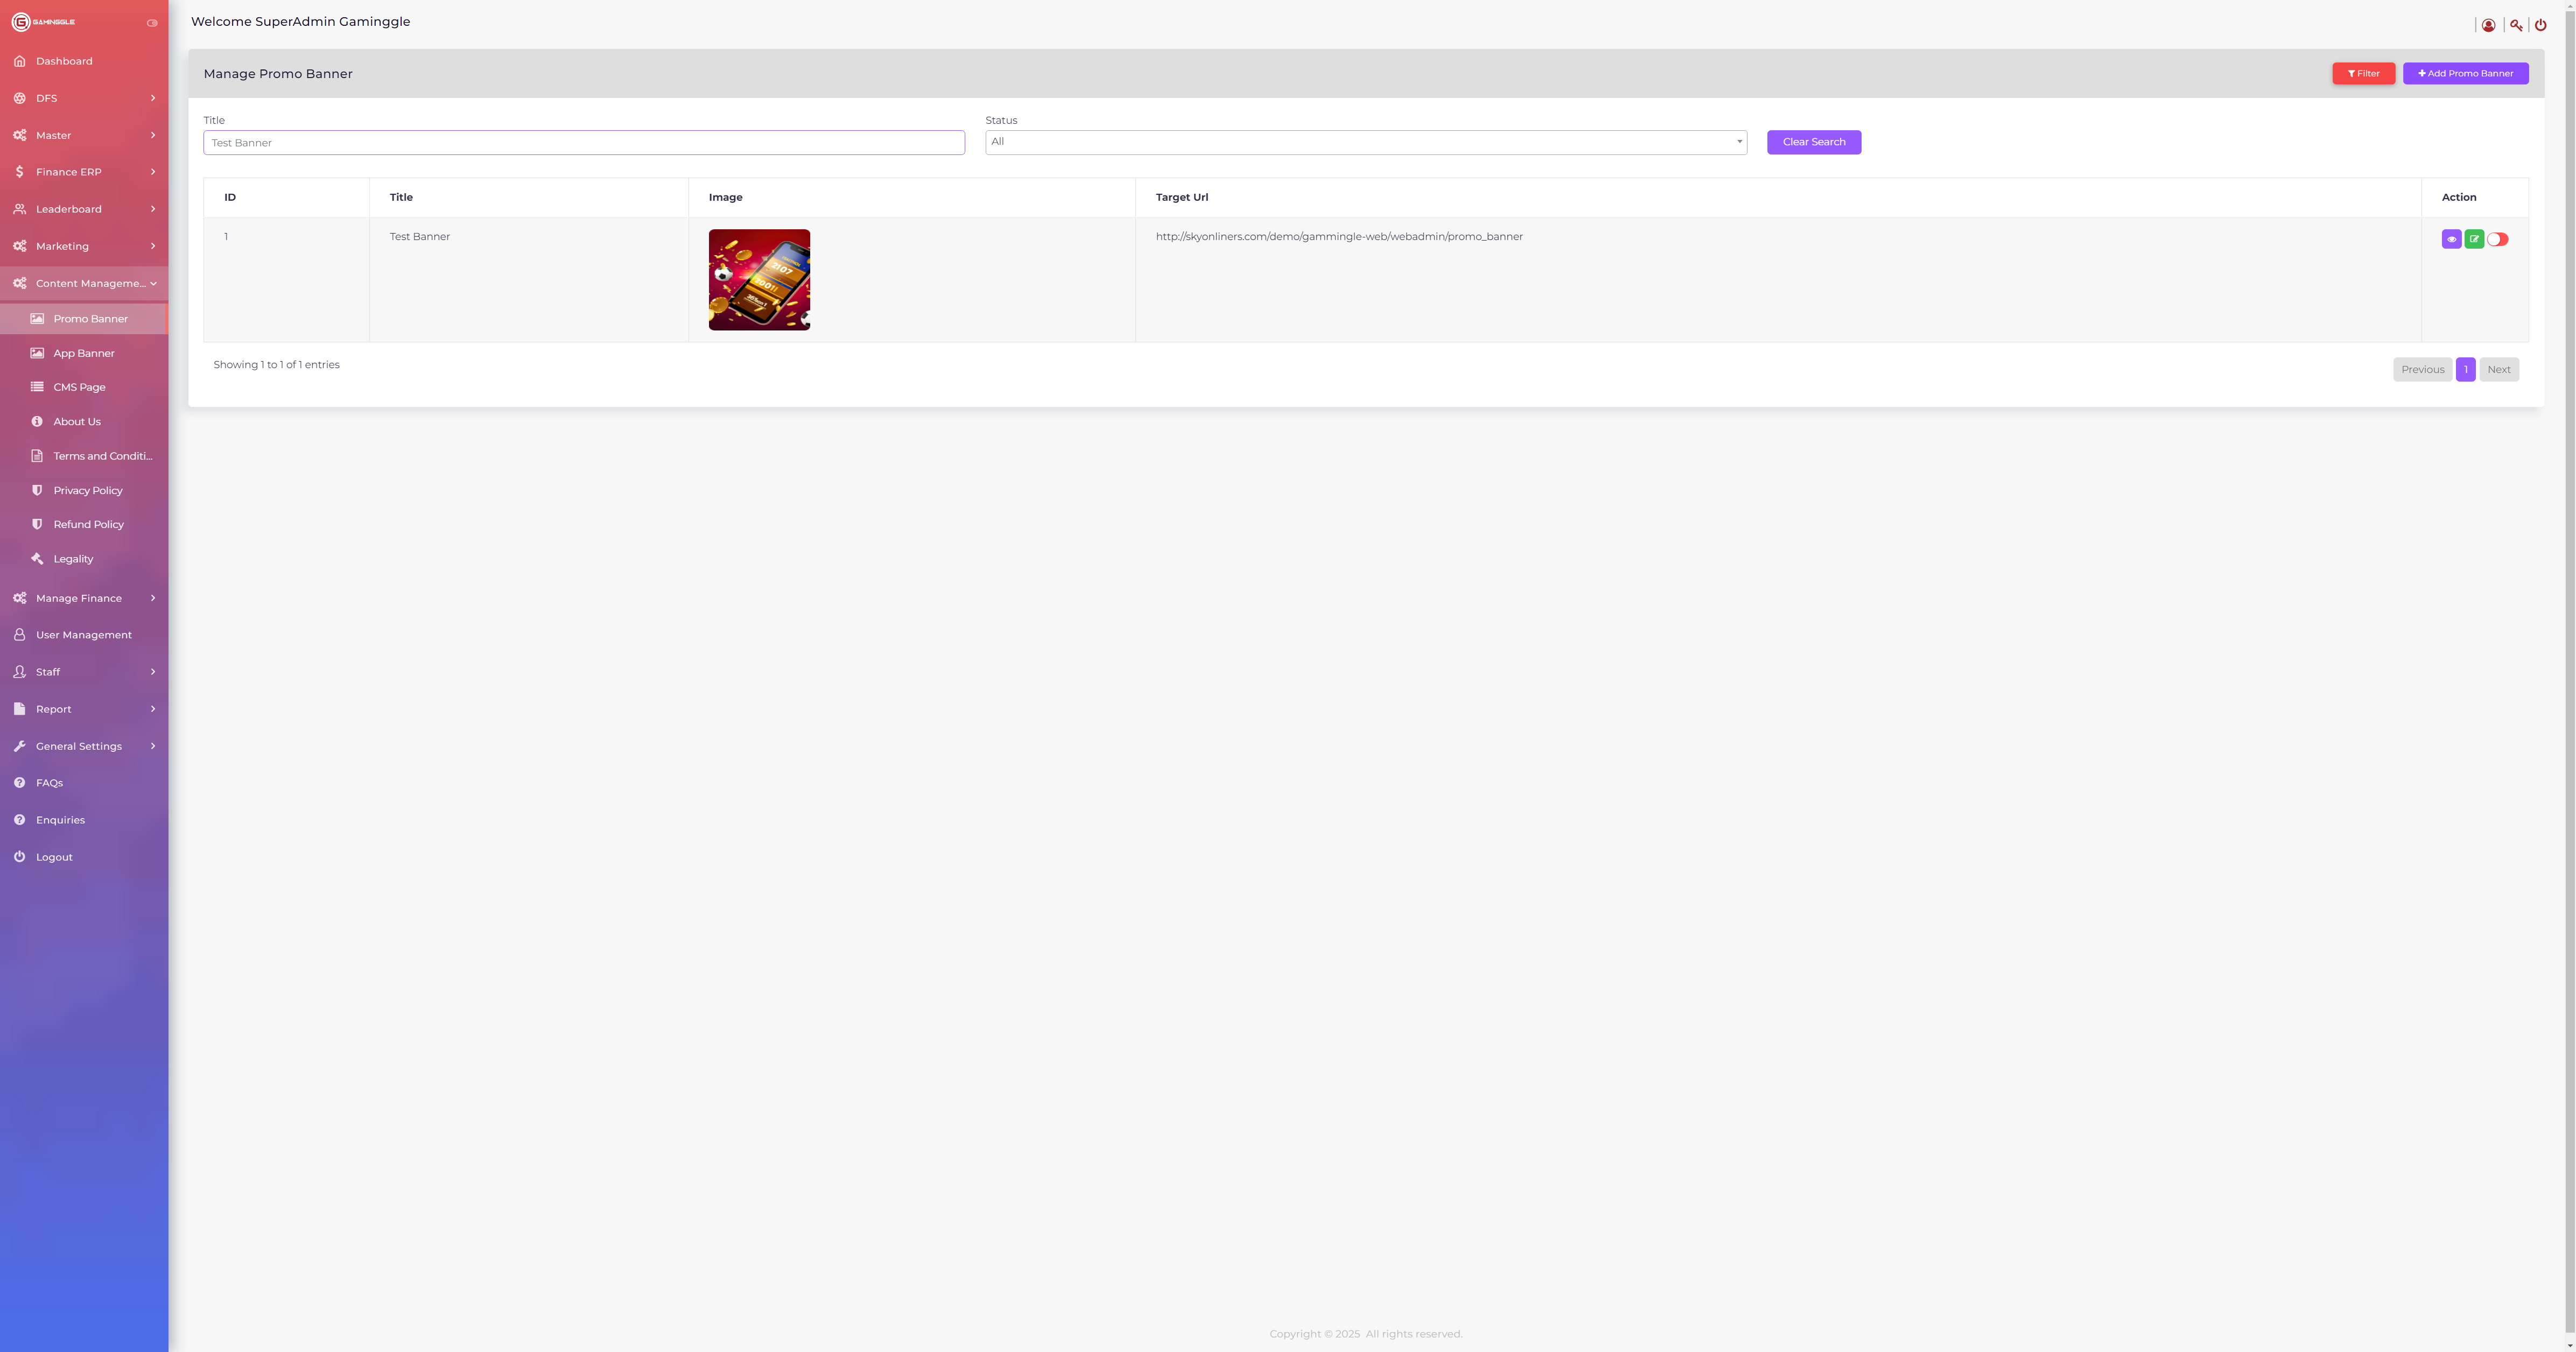 GAMINGGLE
Welcome SuperAdmin Gaminggle
Dashboard
DFS
Master
Finance ERP
Leaderboard
Marketing
Content Manageme...
Promo Banner
App Banner
CMS Page
About Us
Terms and Conditi...
Privacy Policy
Refund Policy
Legality
Manage Finance
User Management
Staff
Report
General Settings
FAQs
Enquiries
Logout
Manage Promo Banner
Filter
Add Promo Banner
Title
Status
Test Banner
All
Clear Search
ID Title Image Target Url Action
1 Test Banner http://skyonliners.com/demo/gammingle-web/webadmin/promo_banner
Showing 1 to 1 of 1 entries
Previous 1 Next
Copyright © 2025 All rights reserved.